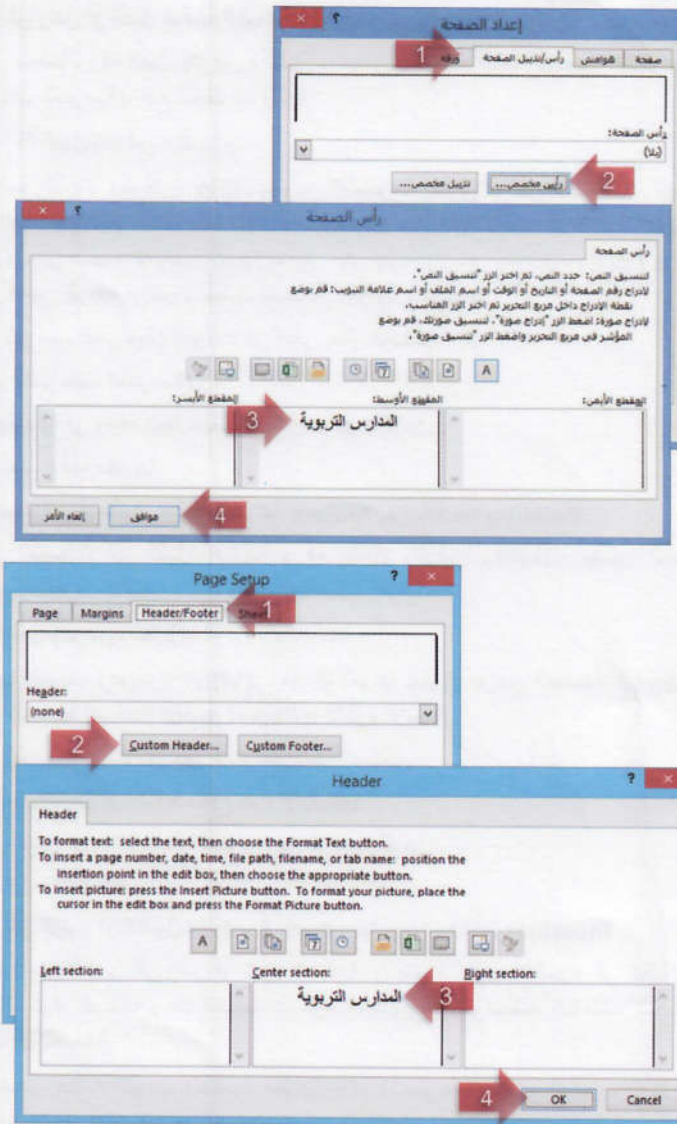 إعداد الصفحة
؟
صفحة
هوامش
رأس/تذييل الصفحة
ورقة
1
رأس الصفحة:
(بلا)
رأس مخصص...
تذييل مخصص...
2
رأس الصفحة
؟
رأس الصفحة
لتنسيق النص: حدد النص، ثم اختر الزر "تنسيق النص".
لإدراج رقم الصفحة أو التاريخ أو الوقت أو اسم الملف أو اسم علامة التبويب: قم بوضع
نقطة الإدراج داخل مربع التحرير ثم اختر الزر المناسب.
لإدراج صورة: اضغط الزر "إدراج صورة". لتنسيق صورتك، قم بوضع
المؤشر في مربع التحرير واضغط الزر "تنسيق صورة".
A
المقطع الأيمن:
المقطع الأوسط:
المقطع الأيسر:
المدارس التربوية
3
موافق
إلغاء الأمر
4
Page Setup
?
Page
Margins
Header/Footer
Sheet
1
Header:
(none)
2
Custom Header...
Custom Footer...
Header
?
Header
To format text: select the text, then choose the Format Text button.
To insert a page number, date, time, file path, filename, or tab name: position the
insertion point in the edit box, then choose the appropriate button.
To insert picture: press the Insert Picture button. To format your picture, place the
cursor in the edit box and press the Format Picture button.
A
Left section:
Center section:
Right section:
المدارس التربوية
3
4
OK
Cancel